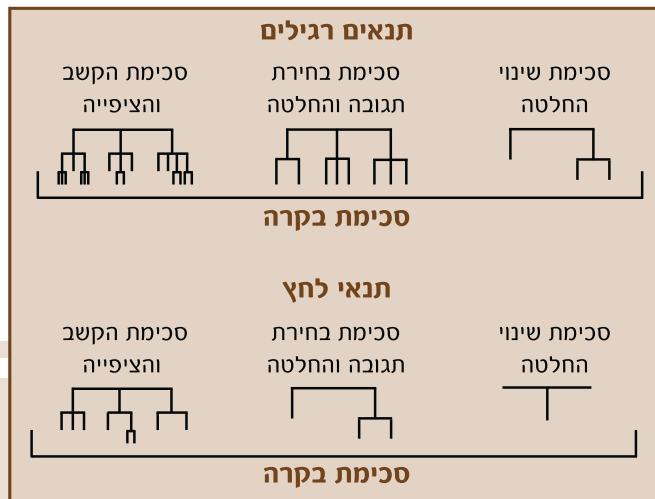 תנאים רגילים
סכימת הקשב
והציפייה
סכימת בחירת
תגובה והחלטה
סכימת שינוי
החלטה
סכימת בקרה
תנאי לחץ
סכימת הקשב
והציפייה
סכימת בחירת
תגובה והחלטה
סכימת שינוי
החלטה
סכימת בקרה